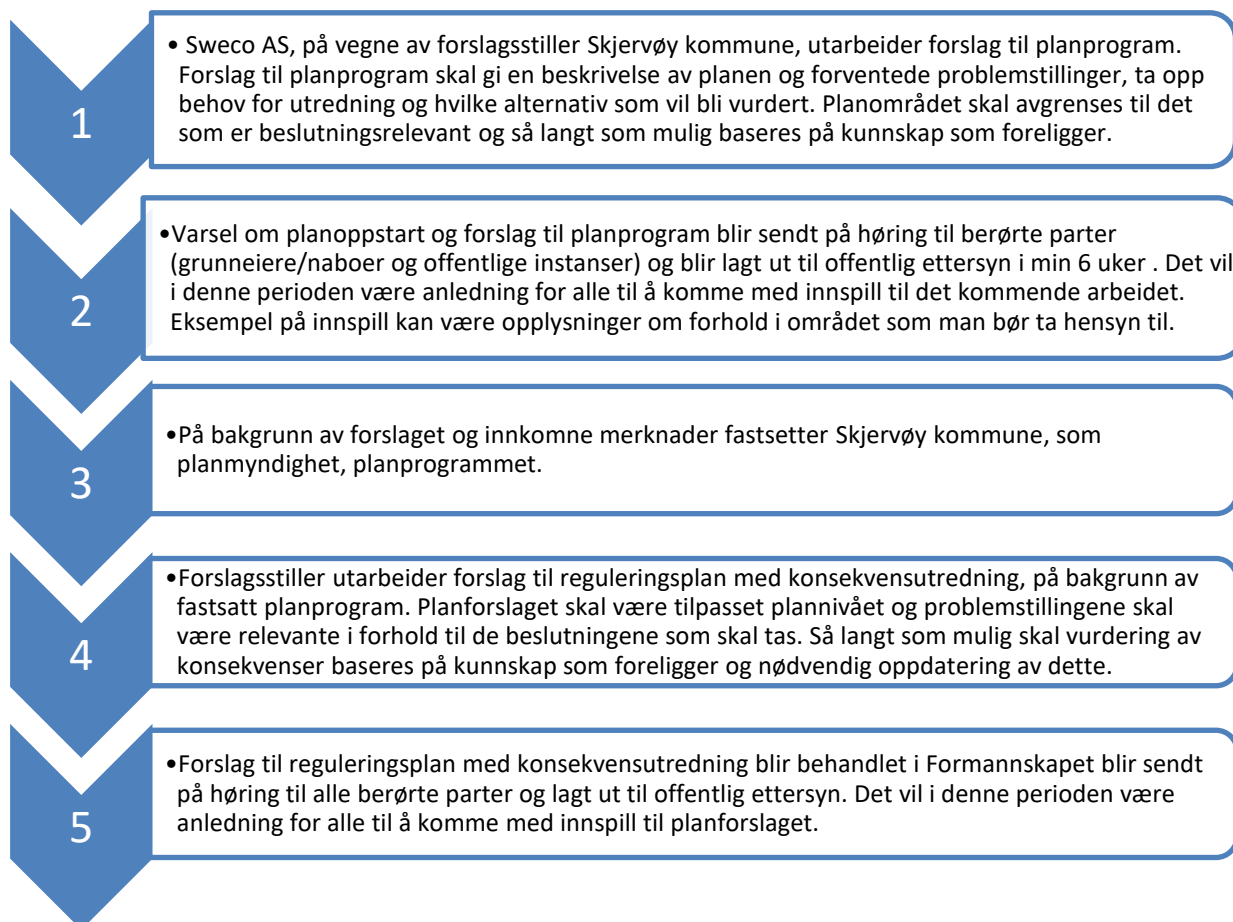 1
• Sweco AS, på vegne av forslagsstiller Skjervøy kommune, utarbeider forslag til planprogram.
Forslag til planprogram skal gi en beskrivelse av planen og forventede problemstillinger, ta opp
behov for utredning og hvilke alternativ som vil bli vurdert. Planområdet skal avgrenses til det
som er beslutningsrelevant og så langt som mulig baseres på kunnskap som foreligger.
2
•Varsel om planoppstart og forslag til planprogram blir sendt på høring til berørte parter
(grunneiere/naboer og offentlige instanser) og blir lagt ut til offentlig ettersyn i min 6 uker . Det vil
i denne perioden være anledning for alle til å komme med innspill til det kommende arbeidet.
Eksempel på innspill kan være opplysninger om forhold i området som man bør ta hensyn til.
3
•På bakgrunn av forslaget og innkomne merknader fastsetter Skjervøy kommune, som
planmyndighet, planprogrammet.
4
•Forslagsstiller utarbeider forslag til reguleringsplan med konsekvensutredning, på bakgrunn av
fastsatt planprogram. Planforslaget skal være tilpasset plannivået og problemstillingene skal
være relevante i forhold til de beslutningene som skal tas. Så langt som mulig skal vurdering av
konsekvenser baseres på kunnskap som foreligger og nødvendig oppdatering av dette.
5
•Forslag til reguleringsplan med konsekvensutredning blir behandlet i Formannskapet blir sendt
på høring til alle berørte parter og lagt ut til offentlig ettersyn. Det vil i denne perioden være
anledning for alle til å komme med innspill til planforslaget.